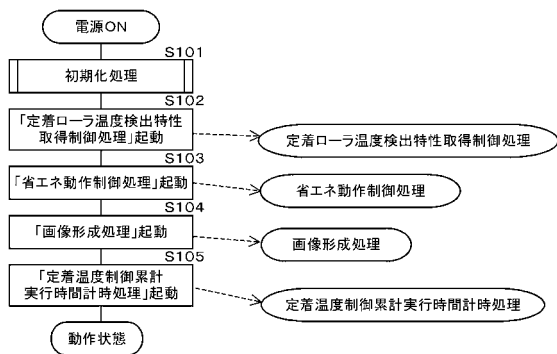 電源ON
S101
初期化処理
S102
「定着ローラ温度検出特性
取得制御処理」起動
定着ローラ温度検出特性取得制御処理
S103
「省エネ動作制御処理」起動
省エネ動作制御処理
S104
「画像形成処理」起動
画像形成処理
S105
「定着温度制御累計
実行時間計時処理」起動
定着温度制御累計実行時間計時処理
動作状態